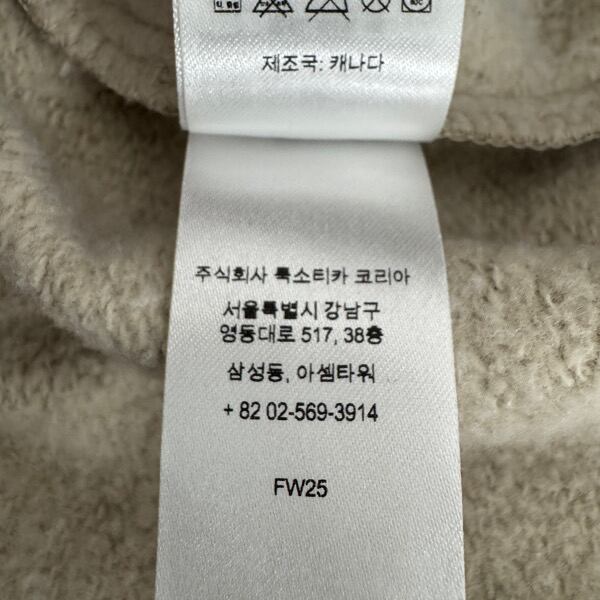 제조국: 캐나다
주식회사 룩소티카 코리아
서울특별시 강남구
영동대로 517, 38층
삼성동, 아셈타워
+ 82 02-569-3914
FW25